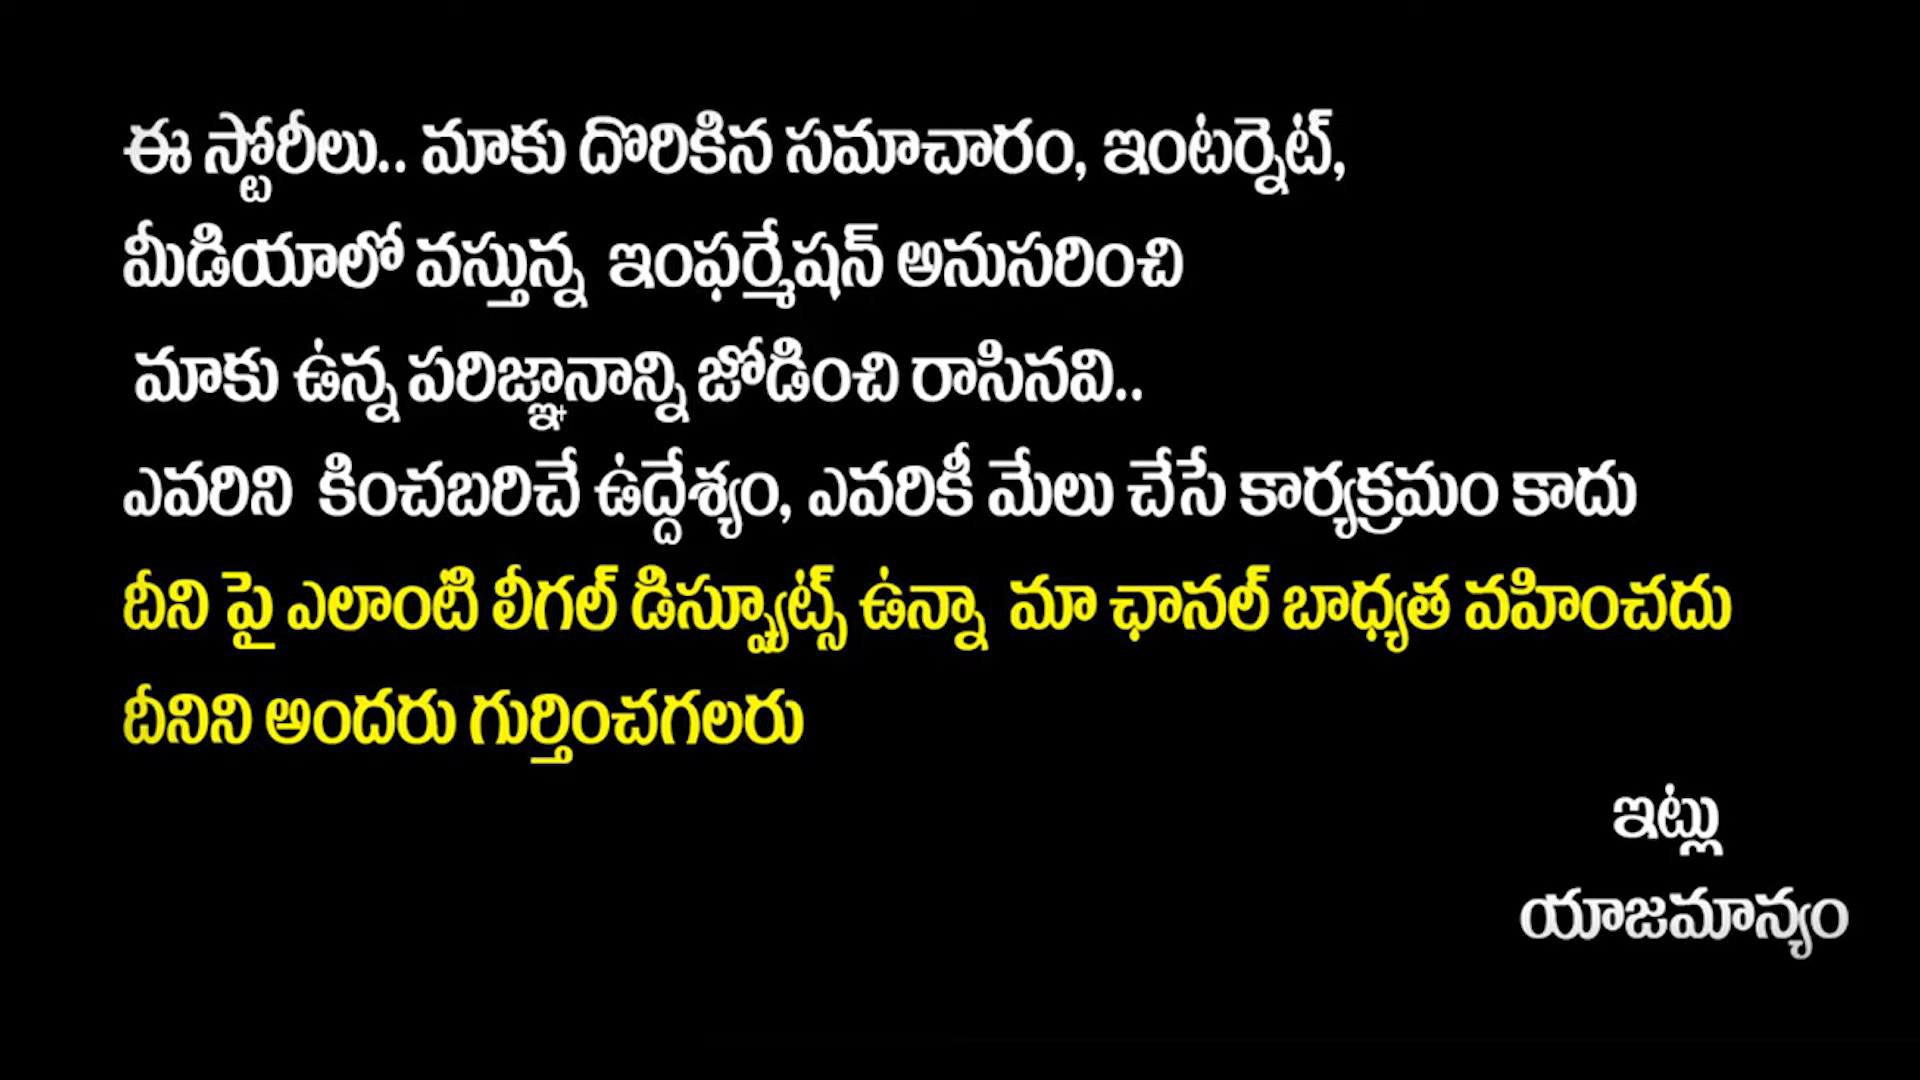 ఈ స్టోరీలు.. మాకు దొరికిన సమాచారం, ఇంటర్నెట్,
మీడియాలో వస్తున్న ఇంఫర్మేషన్ అనుసరించి
మాకు ఉన్న పరిజ్ఞానాన్ని జోడించి రాసినవి..
ఎవరిని కించబరిచే ఉద్దేశ్యం, ఎవరికీ మేలు చేసే కార్యక్రమం కాదు
దీని పై ఎలాంటి లీగల్ డిస్ప్యూట్స్ ఉన్నా మా ఛానల్ బాధ్యత వహించదు
దీనిని అందరు గుర్తించగలరు
ఇట్లు
యాజమాన్యం